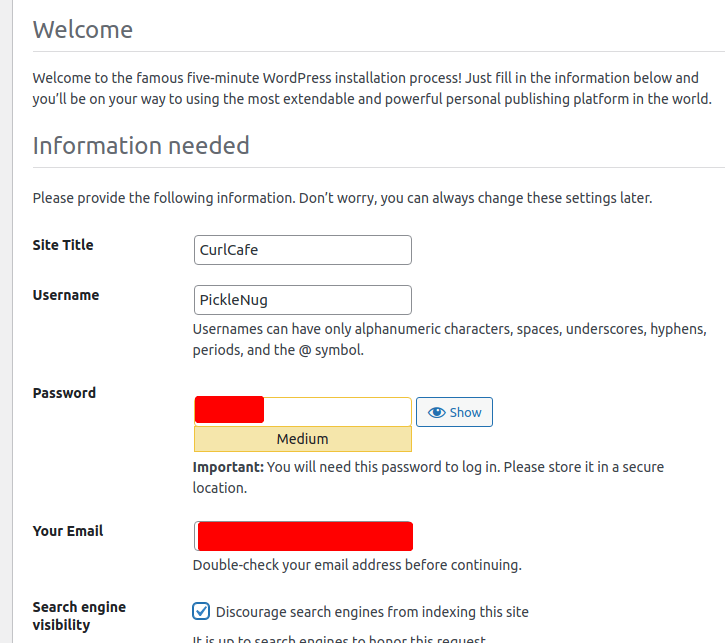 Welcome
Welcome to the famous five-minute WordPress installation process! Just fill in the information below and
you’ll be on your way to using the most extendable and powerful personal publishing platform in the world.
Information needed
Please provide the following information. Don’t worry, you can always change these settings later.
Site Title
CurlCafe
Username
PickleNug
Usernames can have only alphanumeric characters, spaces, underscores, hyphens,
periods, and the @ symbol.
Password
Show
Medium
Important: You will need this password to log in. Please store it in a secure
location.
Your Email
Double-check your email address before continuing.
Search engine
visibility
Discourage search engines from indexing this site
It is up to search engines to honor this request.